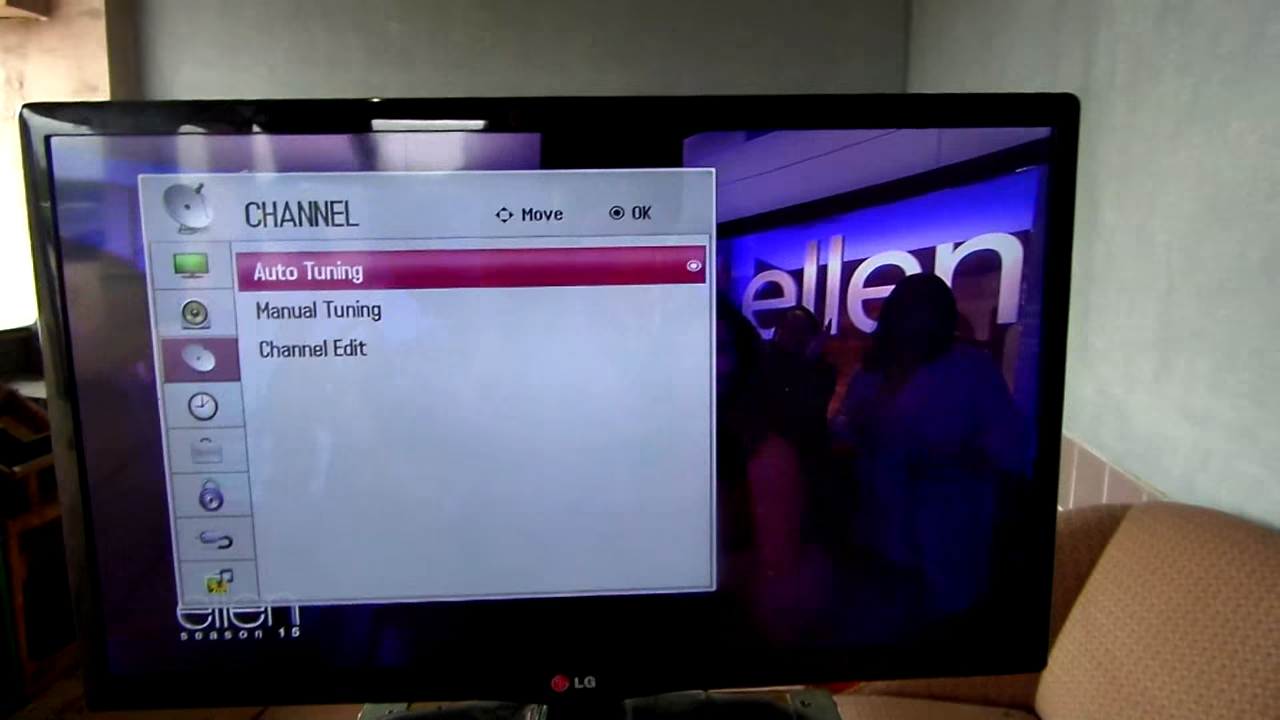 CHANNEL
Move
OK
Auto Tuning
Manual Tuning
Channel Edit
ellen
ellen
season 15
LG